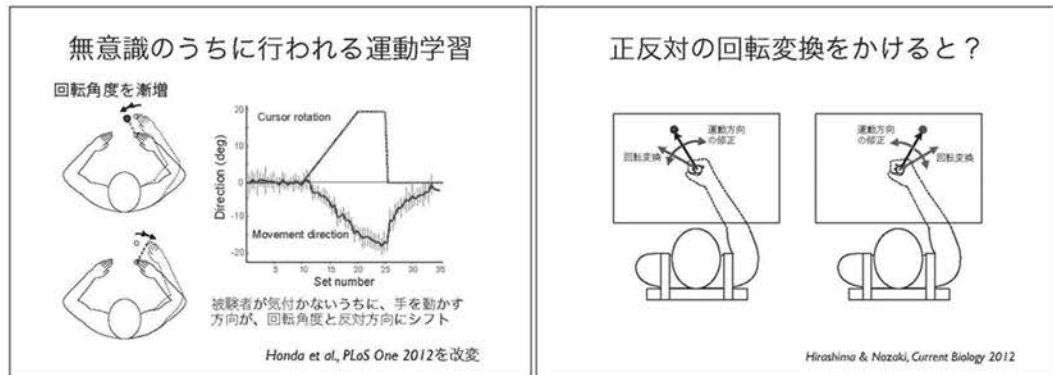 無意識のうちに行われる運動学習
回転角度を漸増
20
10
0
-10
-20
Direction (deg)
Cursor rotation
Movement direction
5
10
15
20
25
30
35
Set number
被験者が気付かないうちに、手を動かす
方向が、回転角度と反対方向にシフト
Honda et al., PLoS One 2012を改変
正反対の回転変換をかけると？
運動方向
の修正
回転変換
運動方向
の修正
回転変換
Hirashima & Nozaki, Current Biology 2012